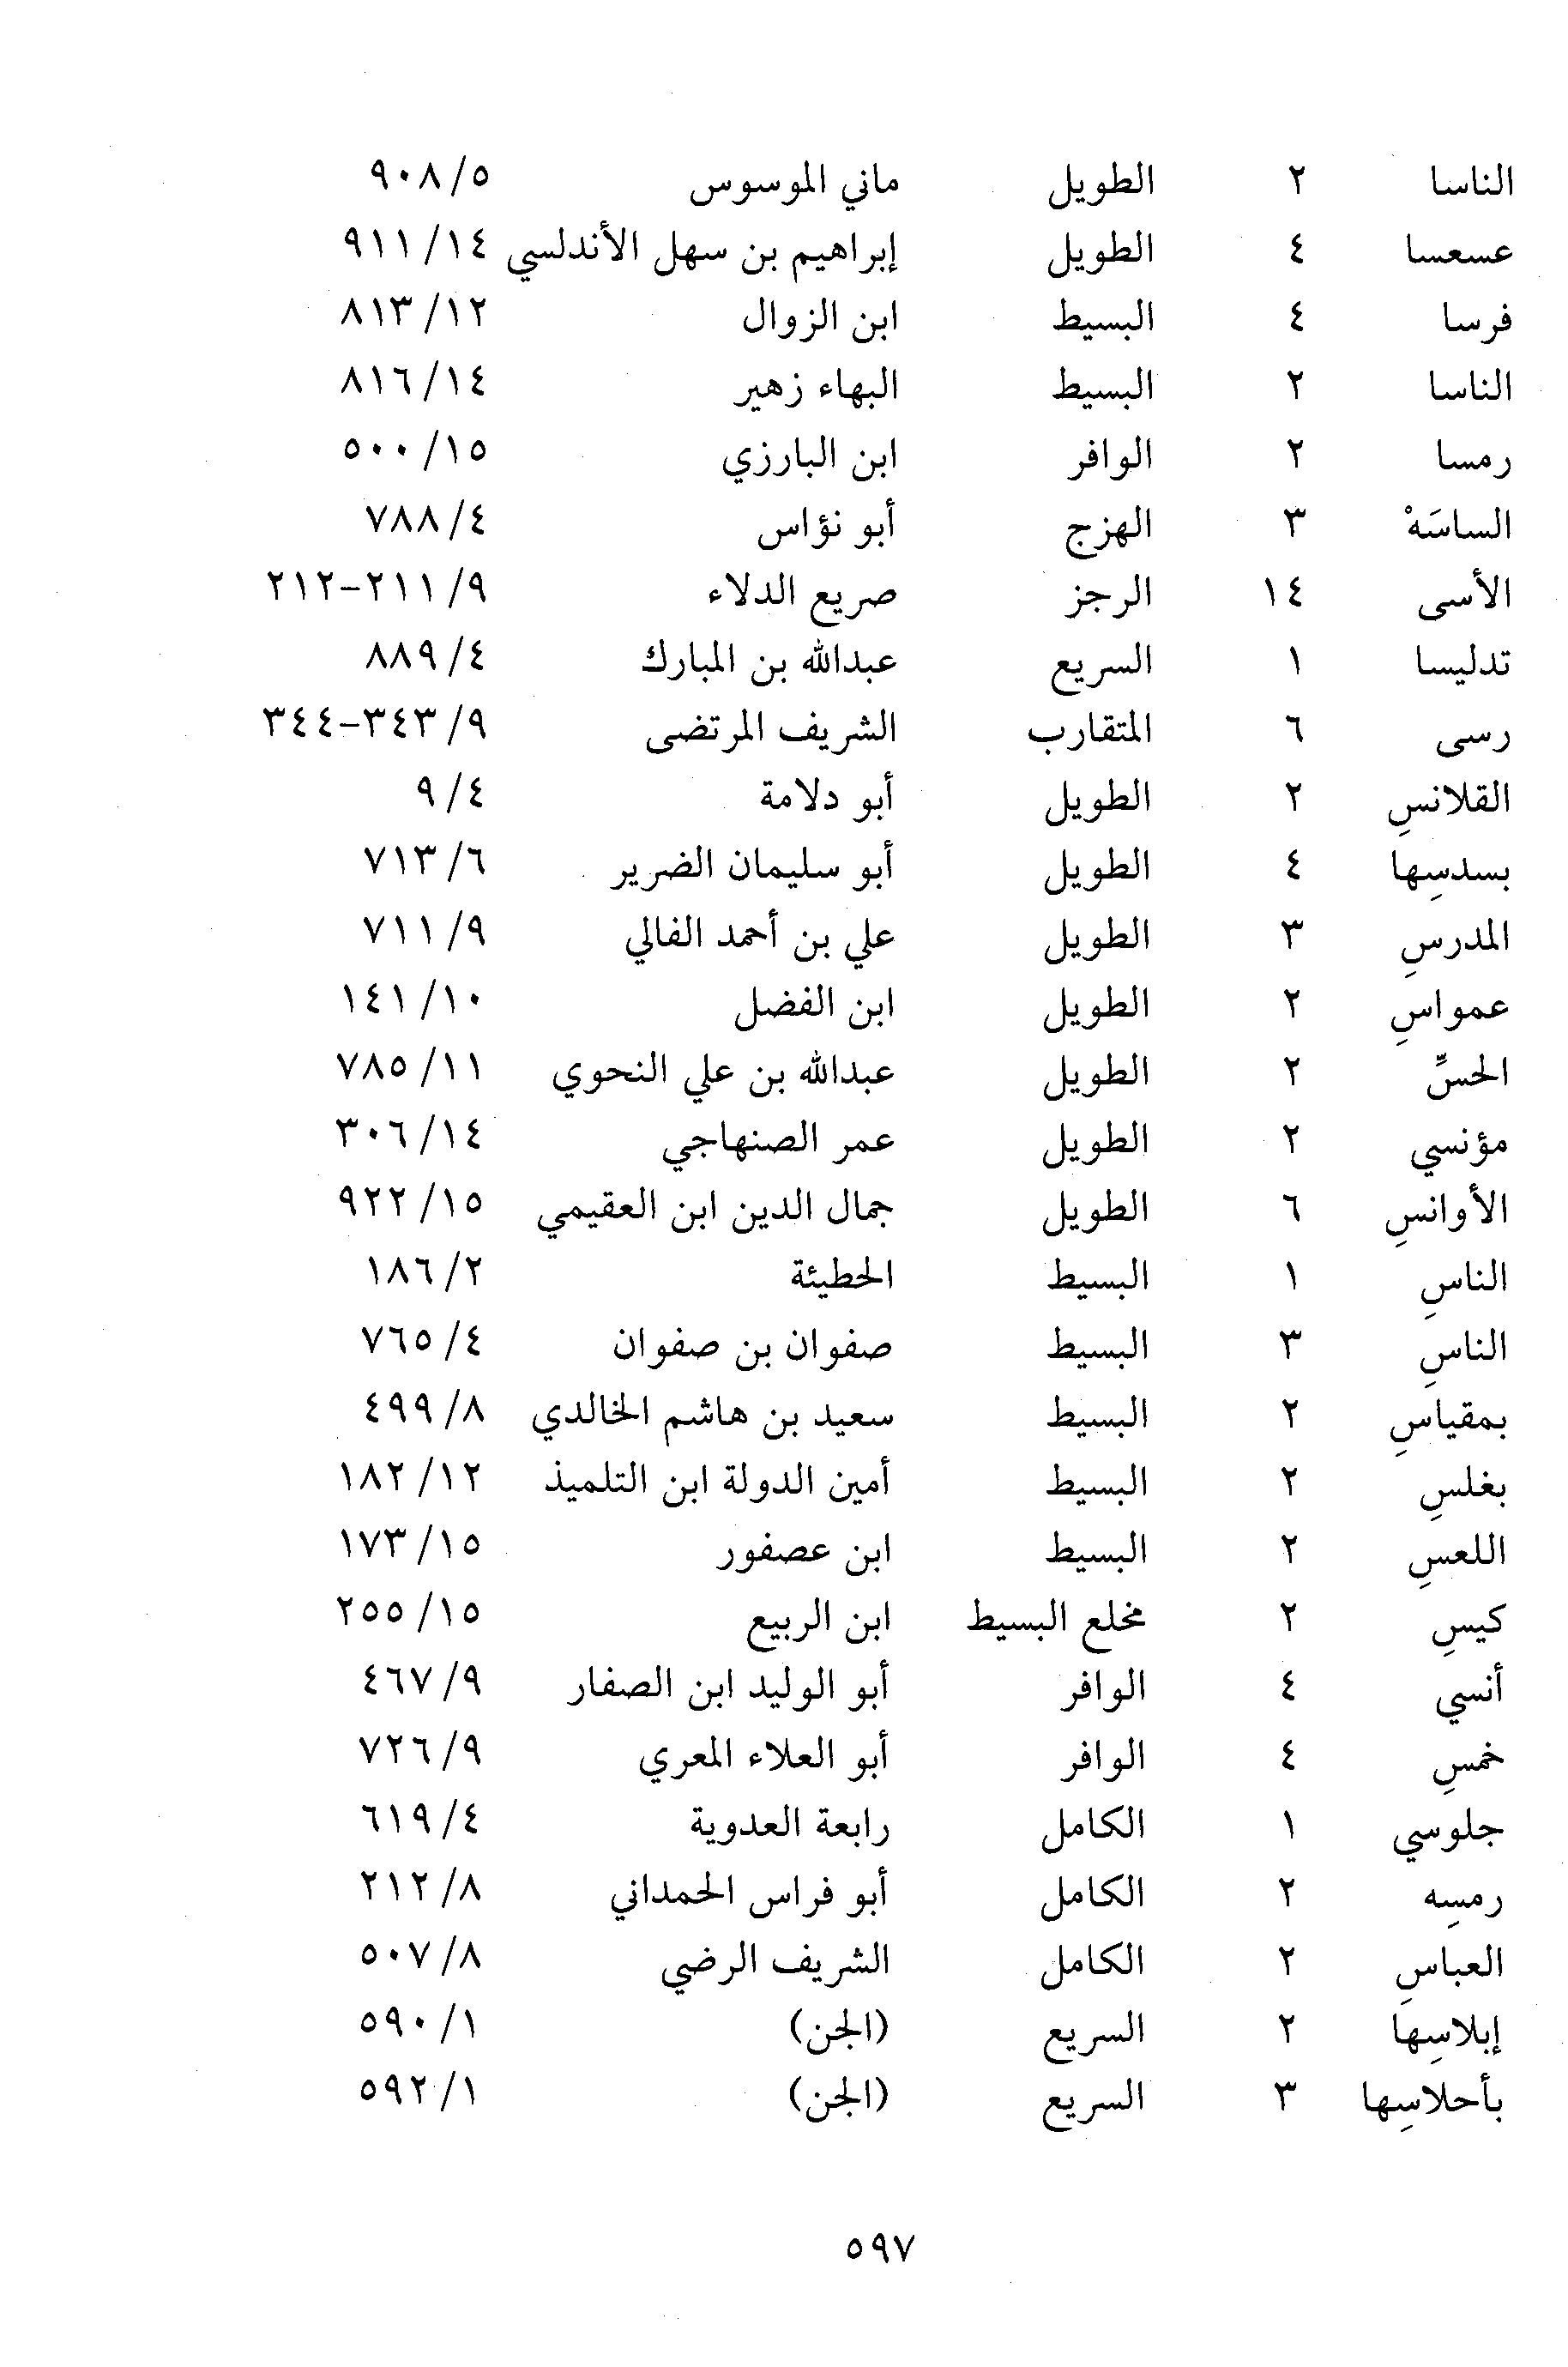 الناسا ٢ الطويل ماني الموسوس ٥/ ٩٠٨
عسعسا ٤ الطويل إبراهيم بن سهل الأندلسي ١٤/ ٩١١
فرسا ٤ البسيط ابن الزوال ١٢/ ٨١٣
الناسا ٢ البسيط البهاء زهير ١٤/ ٨١٦
رمسا ٢ الوافر ابن البارزي ١٥/ ٥٠٠
الساسَهْ ٣ الهزج أبو نؤاس ٤/ ٧٨٨
الأسى ١٤ الرجز صريع الدلاء ٩/ ٢١١-٢١٢
تدليسا ١ السريع عبدالله بن المبارك ٤/ ٨٨٩
رسى ٦ المتقارب الشريف المرتضى ٩/ ٣٤٣-٣٤٤
القلانسِ ٢ الطويل أبو دلامة ٤/ ٩
بسدسِها ٤ الطويل أبو سليمان الضرير ٦/ ٧١٣
المدرسِ ٣ الطويل علي بن أحمد الفالي ٩/ ٧١١
عمواسِ ٢ الطويل ابن الفضل ١٠/ ١٤١
الحسِّ ٢ الطويل عبدالله بن علي النحوي ١١/ ٧٨٥
مؤنسي ٢ الطويل عمر الصنهاجي ١٤/ ٣٠٦
الأوانسِ ٦ الطويل جمال الدين ابن العقيمي ١٥/ ٩٢٢
الناسِ ١ البسيط الحطيئة ٢/ ١٨٦
الناسِ ٣ البسيط صفوان بن صفوان ٤/ ٧٦٥
بمقياسِ ٢ البسيط سعيد بن هاشم الخالدي ٨/ ٤٩٩
بغلسِ ٢ البسيط أمين الدولة ابن التلميذ ١٢/ ١٨٢
اللعسِ ٢ البسيط ابن عصفور ١٥/ ١٧٣
كيسِ ٢ مخلع البسيط ابن الربيع ١٥/ ٢٥٥
أنسي ٤ الوافر أبو الوليد ابن الصفار ٩/ ٤٦٧
خمسِ ٤ الوافر أبو العلاء المعري ٩/ ٧٢٦
جلوسي ١ الكامل رابعة العدوية ٤/ ٦١٩
رمسِه ٢ الكامل أبو فراس الحمداني ٨/ ٢١٢
العباسِ ٢ الكامل الشريف الرضي ٨/ ٥٠٧
إبلاسِها ٢ السريع (الجن) ١/ ٥٩٠
بأحلاسِها ٣ السريع (الجن) ١/ ٥٩٢
٥٩٧